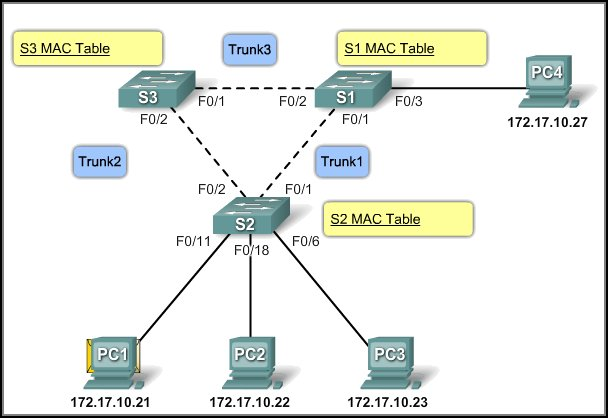 S3 MAC Table
Trunk3
S1 MAC Table
S3
F0/1
F0/2
S1
F0/3
PC4
F0/2
F0/1
172.17.10.27
Trunk2
Trunk1
F0/2
F0/1
S2 MAC Table
S2
F0/11
F0/18
F0/6
PC1
PC2
PC3
172.17.10.21
172.17.10.22
172.17.10.23